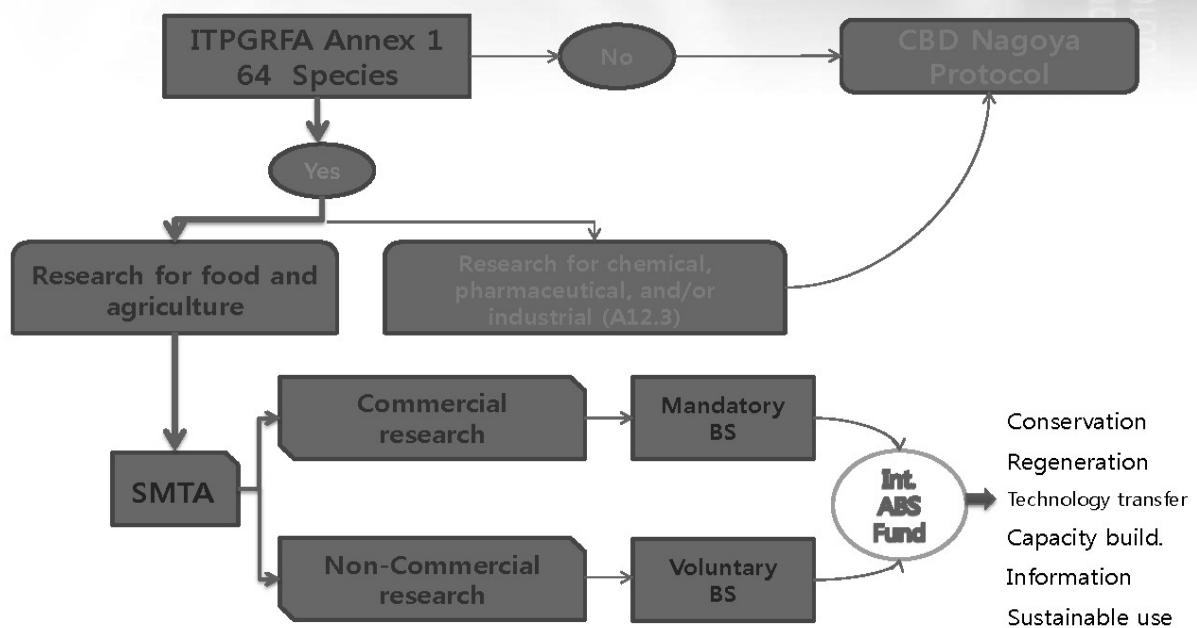 ITPGRFA Annex 1
64 Species
No
CBD Nagoya
Protocol
Yes
Research for food and
agriculture
Research for chemical,
pharmaceutical, and/or
industrial (A12.3)
Commercial
research
Mandatory
BS
SMTA
Int.
ABS
Fund
Non-Commercial
research
Voluntary
BS
Conservation
Regeneration
Technology transfer
Capacity build.
Information
Sustainable use